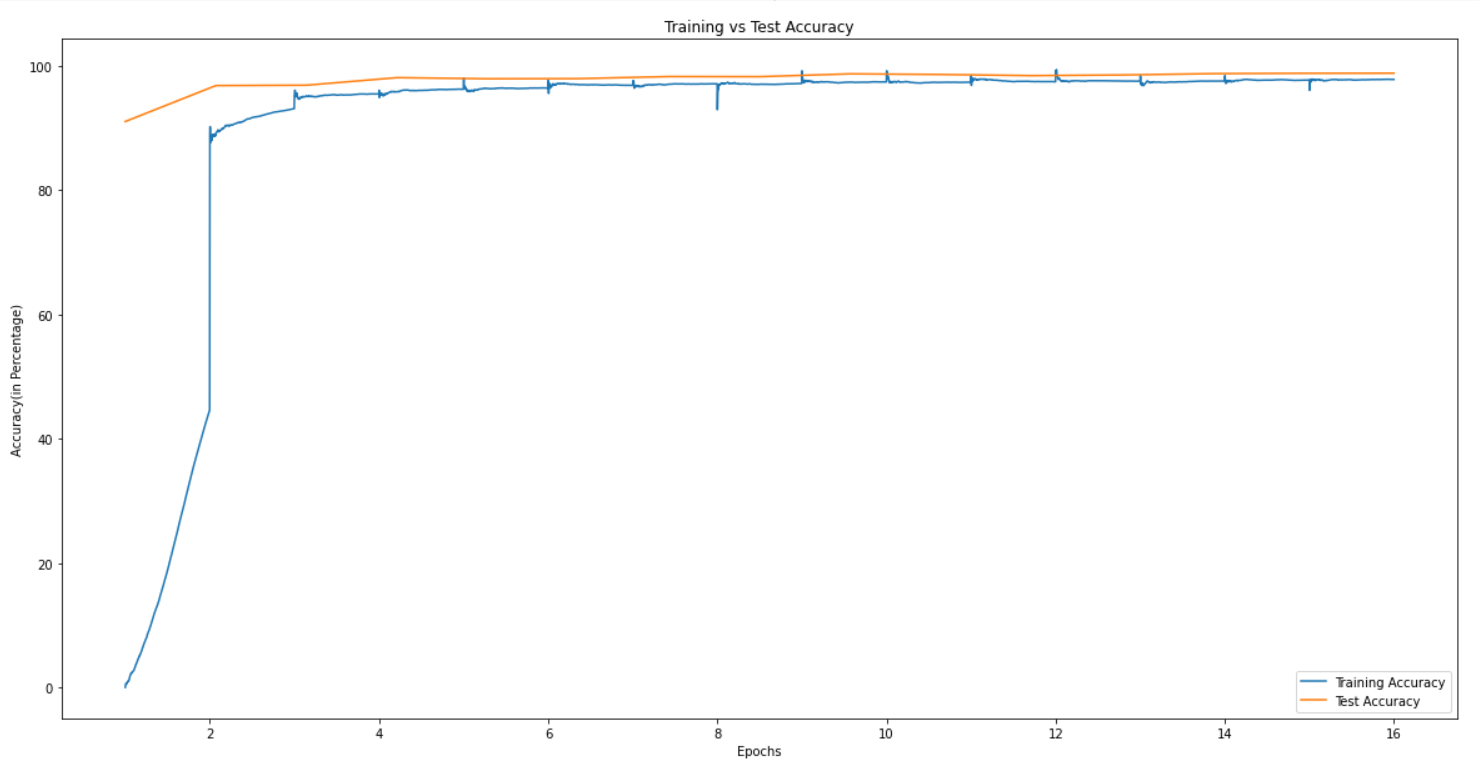 Training vs Test Accuracy
100
80
60
40
20
0
Accuracy(in Percentage)
2 4 6 8 10 12 14 16
Epochs
Training Accuracy
Test Accuracy